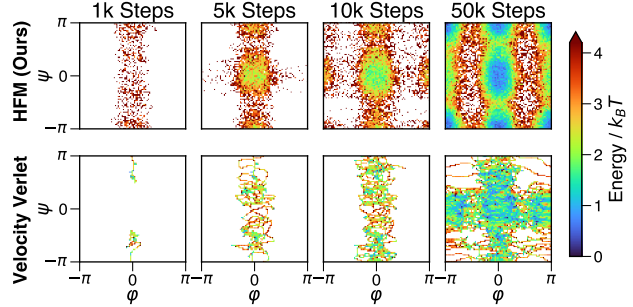 1k Steps 5k Steps 10k Steps 50k Steps
HFM (Ours)
ψ
π
0
−π
Velocity Verlet
ψ
π
0
−π
−π 0 π −π 0 π −π 0 π −π 0 π
φ φ φ φ
4
3
2
1
0
Energy / k_BT